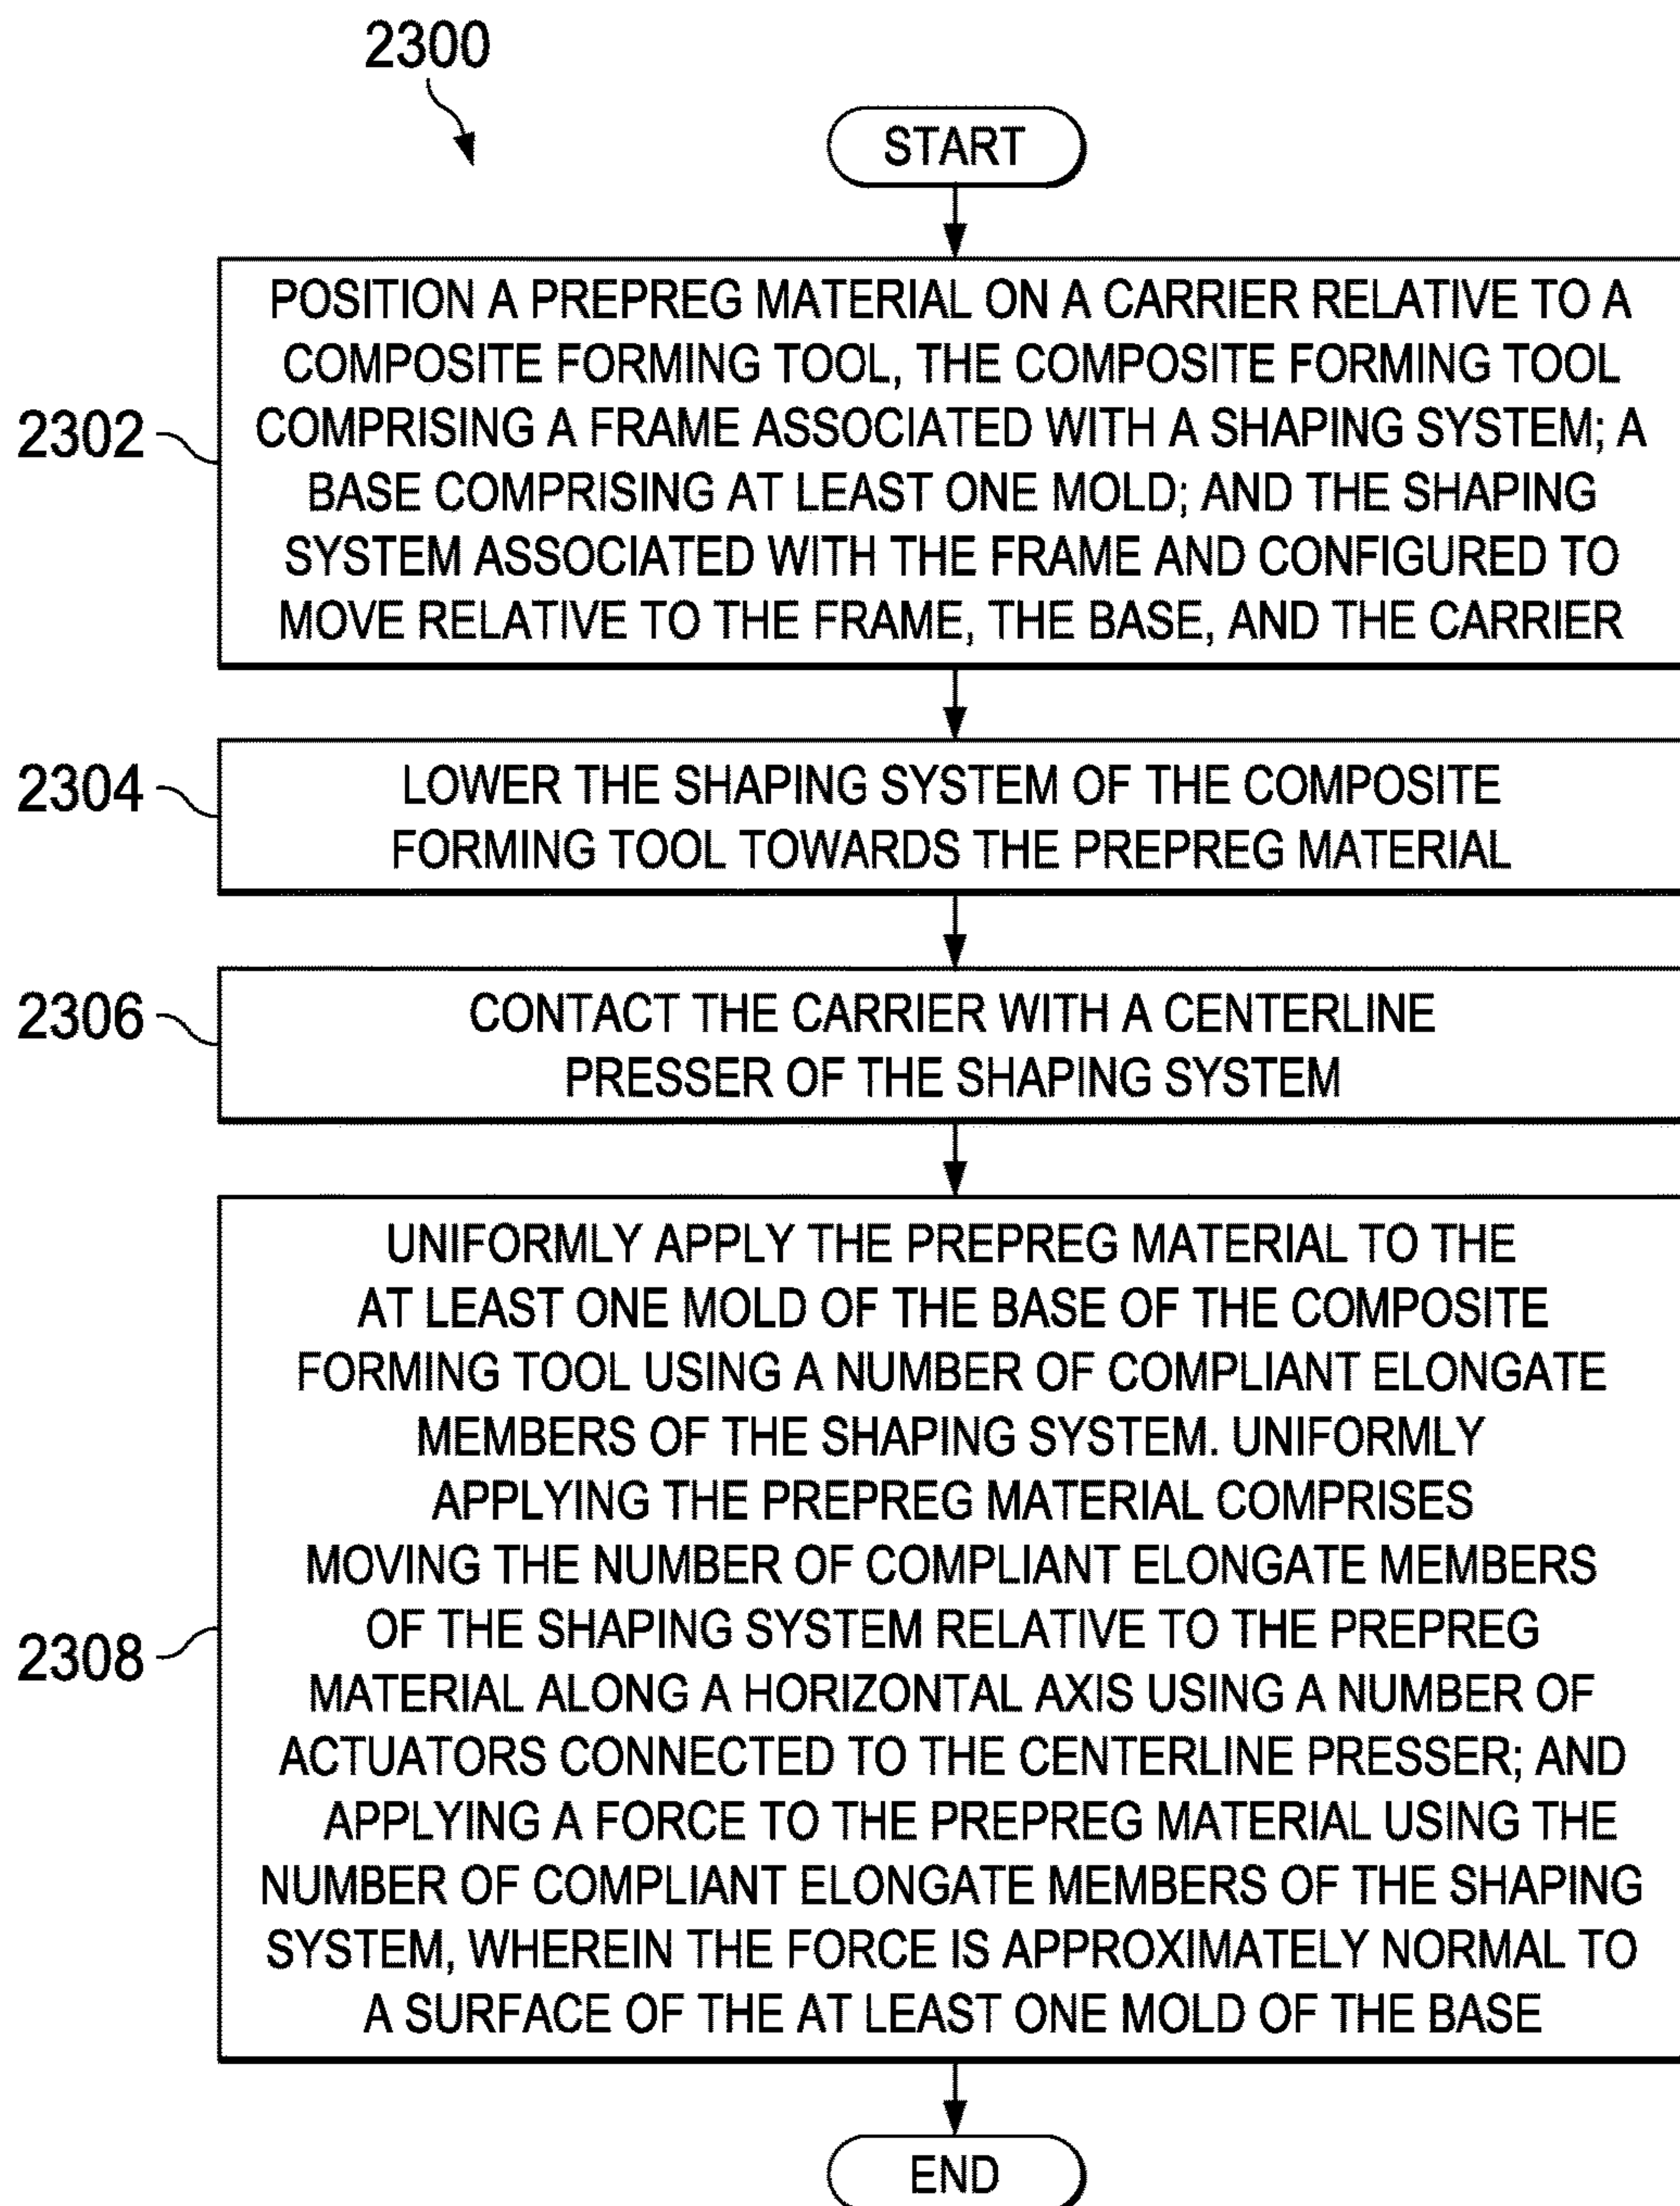 2300
START
2302
POSITION A PREPREG MATERIAL ON A CARRIER RELATIVE TO A
COMPOSITE FORMING TOOL, THE COMPOSITE FORMING TOOL
COMPRISING A FRAME ASSOCIATED WITH A SHAPING SYSTEM; A
BASE COMPRISING AT LEAST ONE MOLD; AND THE SHAPING
SYSTEM ASSOCIATED WITH THE FRAME AND CONFIGURED TO
MOVE RELATIVE TO THE FRAME, THE BASE, AND THE CARRIER
2304
LOWER THE SHAPING SYSTEM OF THE COMPOSITE
FORMING TOOL TOWARDS THE PREPREG MATERIAL
2306
CONTACT THE CARRIER WITH A CENTERLINE
PRESSER OF THE SHAPING SYSTEM
2308
UNIFORMLY APPLY THE PREPREG MATERIAL TO THE
AT LEAST ONE MOLD OF THE BASE OF THE COMPOSITE
FORMING TOOL USING A NUMBER OF COMPLIANT ELONGATE
MEMBERS OF THE SHAPING SYSTEM. UNIFORMLY
APPLYING THE PREPREG MATERIAL COMPRISES
MOVING THE NUMBER OF COMPLIANT ELONGATE MEMBERS
OF THE SHAPING SYSTEM RELATIVE TO THE PREPREG
MATERIAL ALONG A HORIZONTAL AXIS USING A NUMBER OF
ACTUATORS CONNECTED TO THE CENTERLINE PRESSER; AND
APPLYING A FORCE TO THE PREPREG MATERIAL USING THE
NUMBER OF COMPLIANT ELONGATE MEMBERS OF THE SHAPING
SYSTEM, WHEREIN THE FORCE IS APPROXIMATELY NORMAL TO
A SURFACE OF THE AT LEAST ONE MOLD OF THE BASE
END